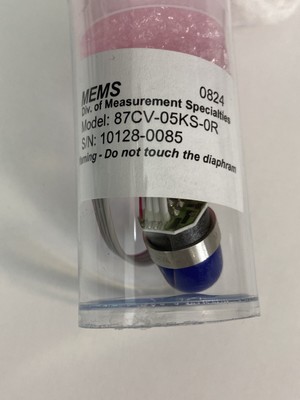 MEMS 0824
Div. of Measurement Specialties
Model: 87CV-05KS-0R
S/N: 10128-0085
- Do not touch the diaphram